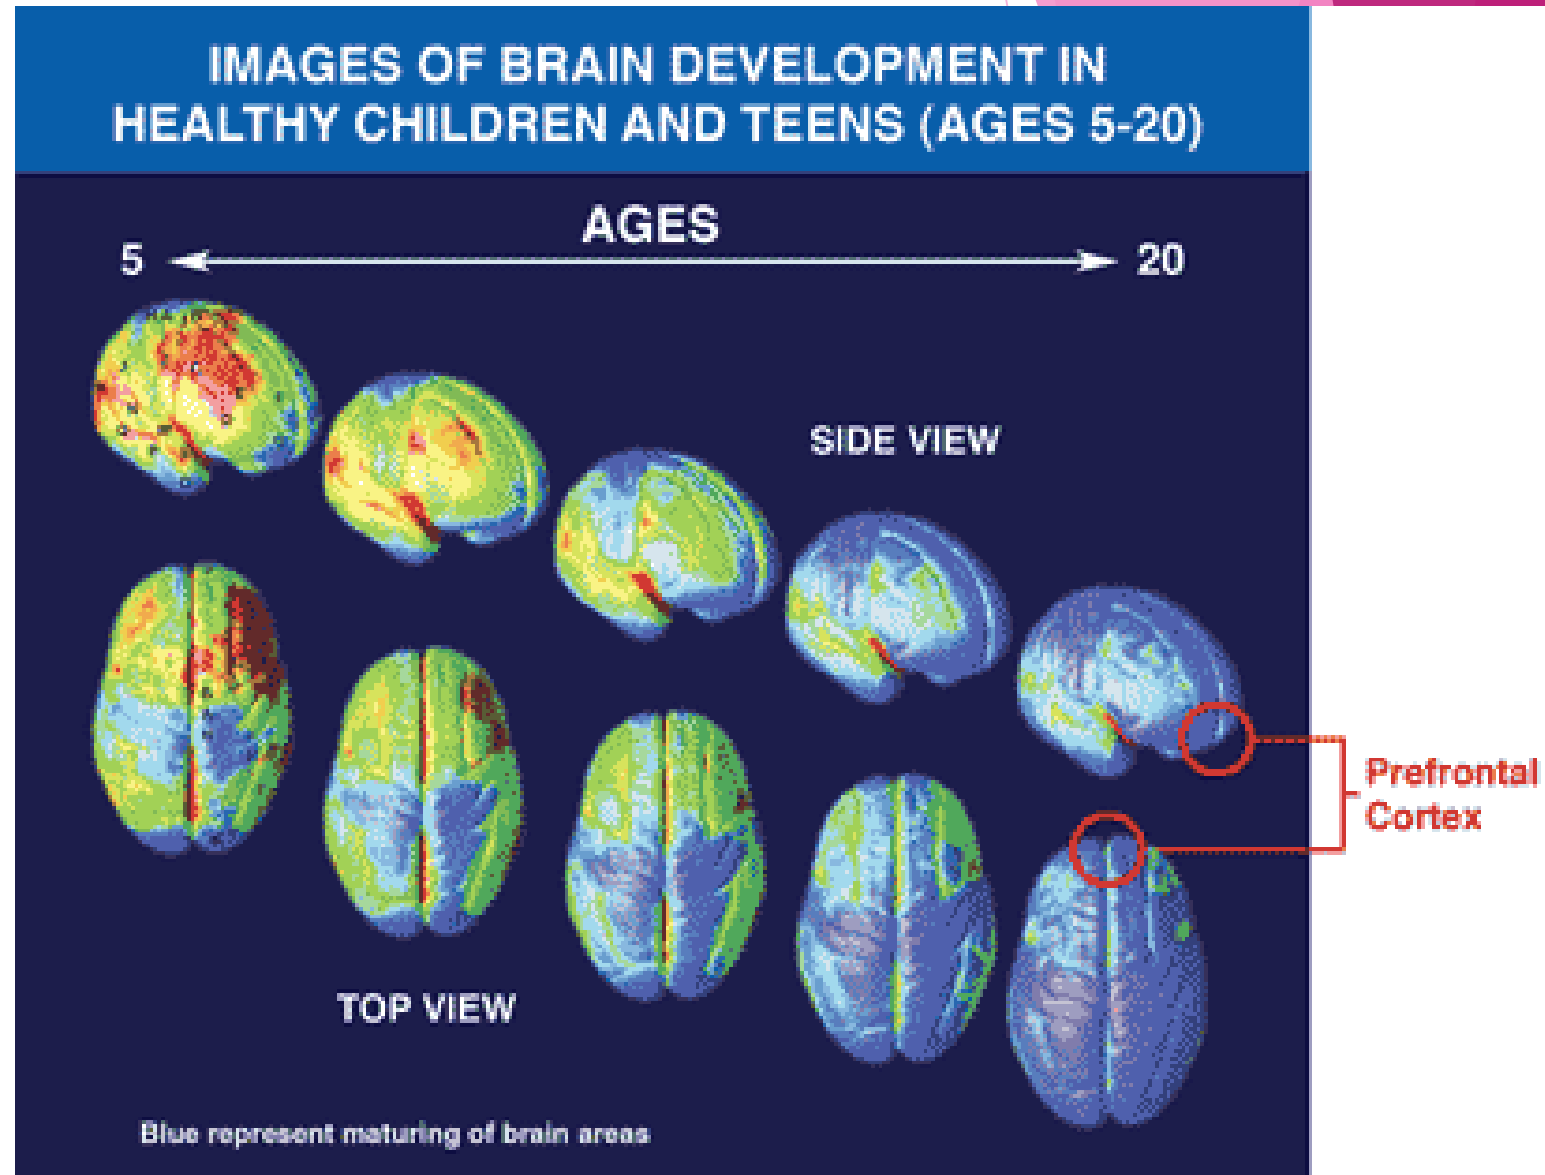 IMAGES OF BRAIN DEVELOPMENT IN
HEALTHY CHILDREN AND TEENS (AGES 5-20)
AGES
5
20
SIDE VIEW
Prefrontal
Cortex
TOP VIEW
Blue represent maturing of brain areas